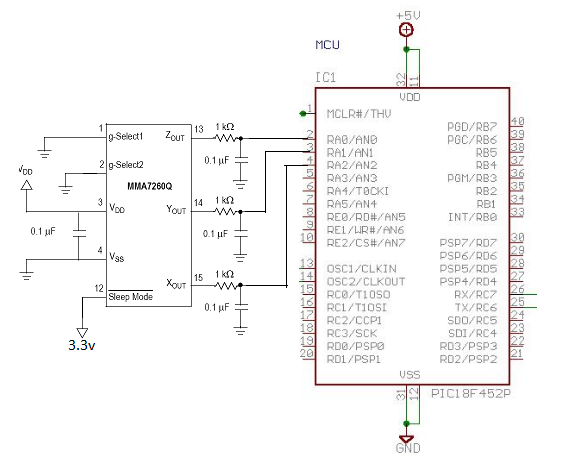 +5V
MCU
IC1
32 11
VDD
1 MCLR#/THV
PGD/RB7 40
2 RA0/AN0
PGC/RB6 39
3 RA1/AN1
RB5 38
4 RA2/AN2
RB4 37
5 RA3/AN3
PGM/RB3 36
6 RA4/T0CKI
RB2 35
7 RA5/AN4
RB1 34
8 RE0/RD#/AN5
INT/RB0 33
9 RE1/WR#/AN6
10 RE2/CS#/AN7
PSP7/RD7 30
PSP6/RD6 29
13 OSC1/CLKIN
PSP5/RD5 28
14 OSC2/CLKOUT
PSP4/RD4 27
15 RC0/T1OSO
RX/RC7 26
16 RC1/T1OSI
TX/RC6 25
17 RC2/CCP1
SDO/RC5 24
18 RC3/SCK
SDI/RC4 23
19 RD0/PSP0
RD3/PSP3 22
20 RD1/PSP1
RD2/PSP2 21
VSS
31 12
PIC18F452P
GND
1 g-Select1
2 g-Select2
MMA7260Q
VDD
3 VDD
0.1 µF
4 VSS
12 Sleep Mode
3.3v
ZOUT 13
1 kΩ
0.1 µF
YOUT 14
1 kΩ
0.1 µF
XOUT 15
1 kΩ
0.1 µF